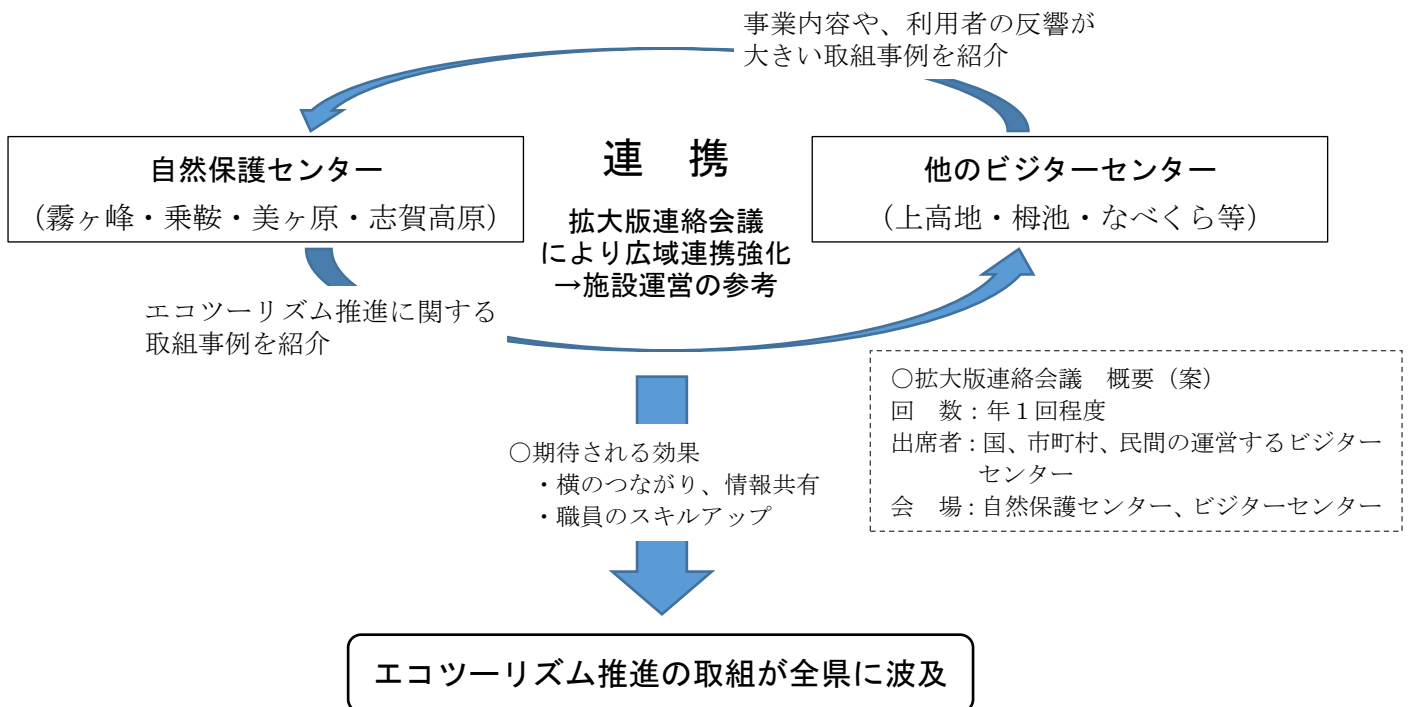 事業内容や、利用者の反響が
大きい取組事例を紹介
自然保護センター
（霧ヶ峰・乗鞍・美ヶ原・志賀高原）
連　携
拡大版連絡会議
により広域連携強化
→施設運営の参考
他のビジターセンター
（上高地・栂池・なべくら等）
エコツーリズム推進に関する
取組事例を紹介
○拡大版連絡会議　概要（案）
回　数：年１回程度
出席者：国、市町村、民間の運営するビジター
センター
会　場：自然保護センター、ビジターセンター
○期待される効果
・横のつながり、情報共有
・職員のスキルアップ
エコツーリズム推進の取組が全県に波及